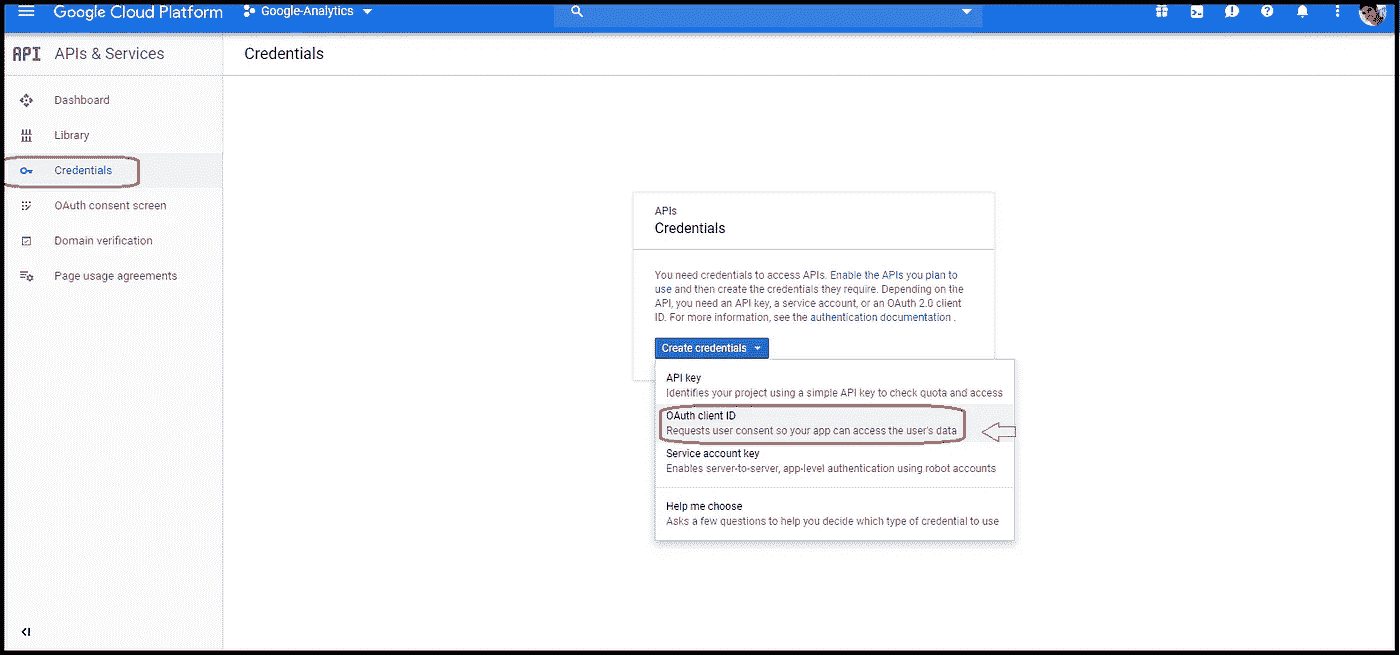 Google Cloud Platform
Google-Analytics
API APIs & Services
Credentials
Dashboard
Library
Credentials
OAuth consent screen
Domain verification
Page usage agreements
APIs
Credentials
You need credentials to access APIs. Enable the APIs you plan to
use and then create the credentials they require. Depending on the
API, you need an API key, a service account, or an OAuth 2.0 client
ID. For more information, see the authentication documentation .
Create credentials
API key
Identifies your project using a simple API key to check quota and access
OAuth client ID
Requests user consent so your app can access the user's data
Service account key
Enables server-to-server, app-level authentication using robot accounts
Help me choose
Asks a few questions to help you decide which type of credential to use